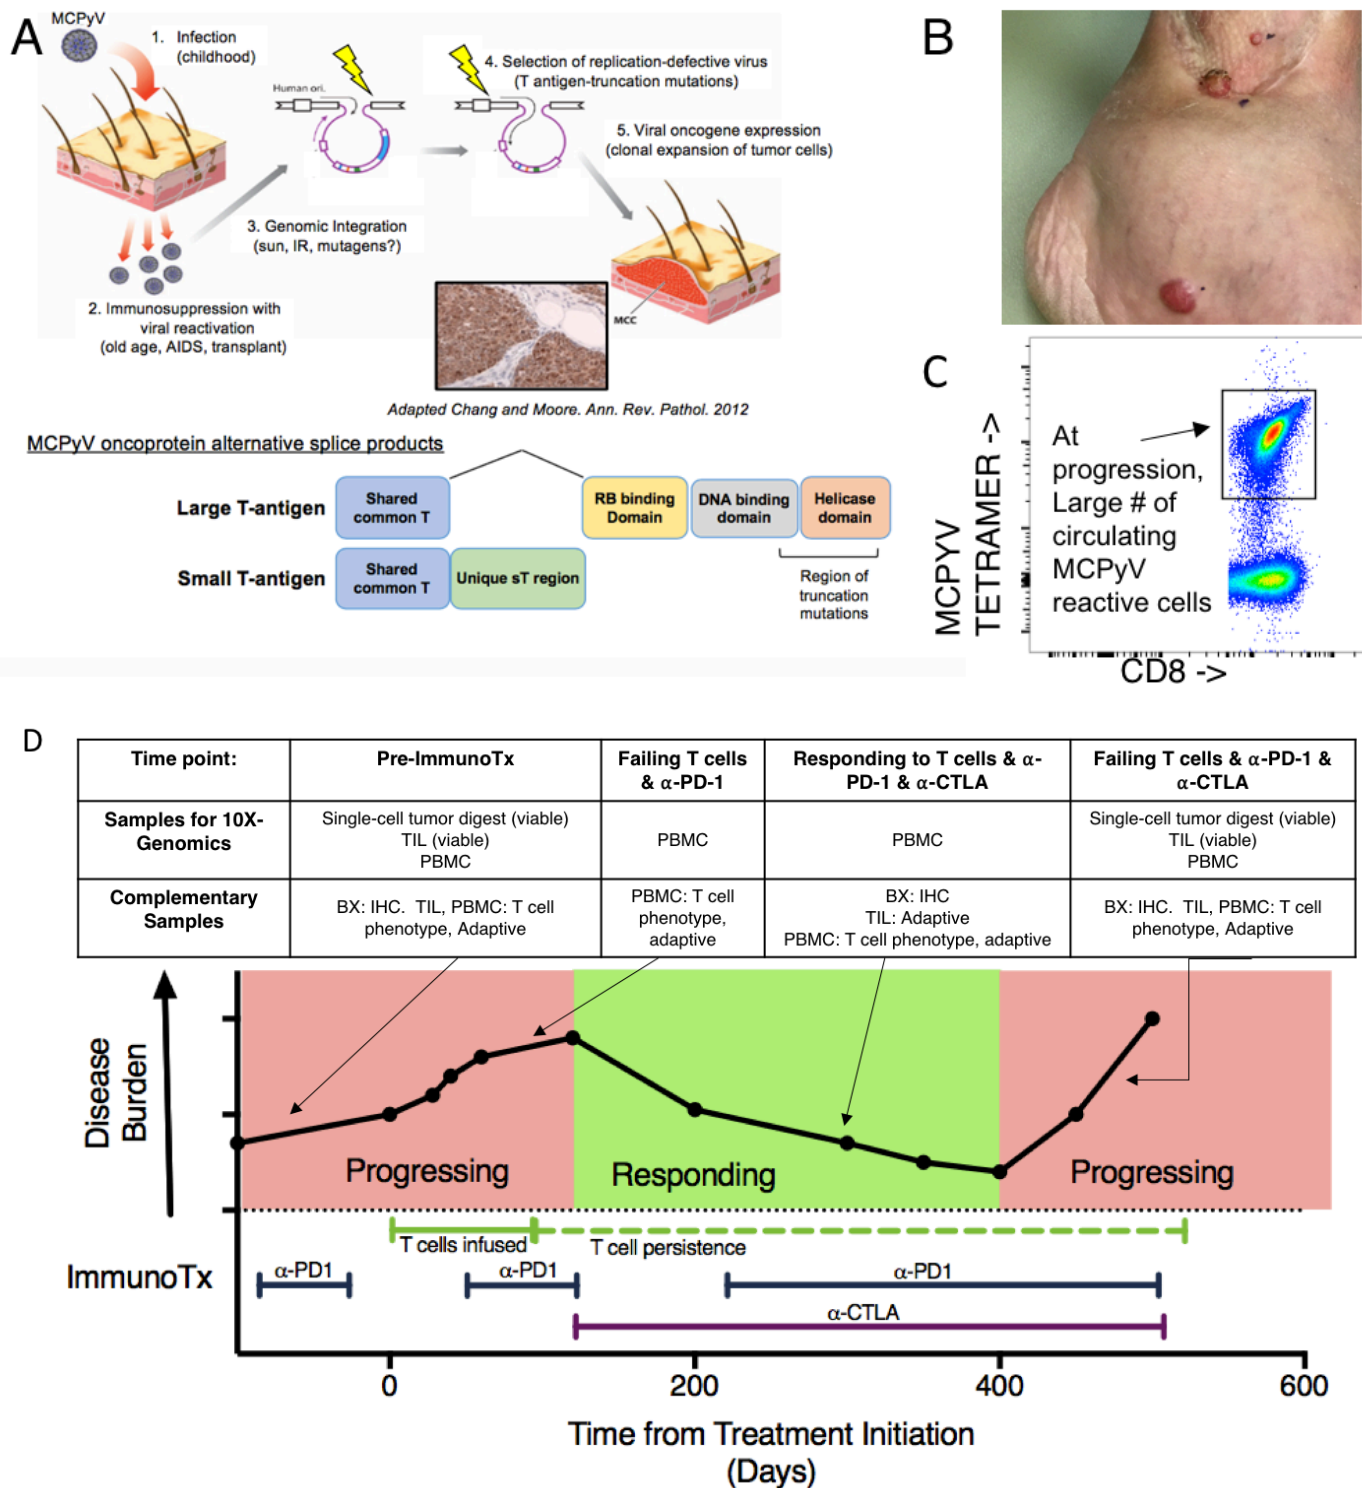 A
MCPyV
1. Infection
(childhood)
Human ori.
4. Selection of replication-defective virus
(T antigen-truncation mutations)
5. Viral oncogene expression
(clonal expansion of tumor cells)
3. Genomic Integration
(sun, IR, mutagens?)
2. Immunosuppression with
viral reactivation
(old age, AIDS, transplant)
MCC
Adapted Chang and Moore. Ann. Rev. Pathol. 2012
MCPyV oncoprotein alternative splice products
Large T-antigen
Shared
common T
RB binding
Domain
DNA binding
domain
Helicase
domain
Small T-antigen
Shared
common T
Unique sT region
Region of
truncation
mutations
B
C
MCPYV
TETRAMER ->
At
progression,
Large # of
circulating
MCPyV
reactive cells
CD8 ->
D
Time point:
Pre-ImmunoTx
Failing T cells
& α-PD-1
Responding to T cells & α-
PD-1 & α-CTLA
Failing T cells & α-PD-1 &
α-CTLA
Samples for 10X-
Genomics
Single-cell tumor digest (viable)
TIL (viable)
PBMC
PBMC
PBMC
Single-cell tumor digest (viable)
TIL (viable)
PBMC
Complementary
Samples
BX: IHC. TIL, PBMC: T cell
phenotype, Adaptive
PBMC: T cell
phenotype,
adaptive
BX: IHC
TIL: Adaptive
PBMC: T cell phenotype, adaptive
BX: IHC. TIL, PBMC: T cell
phenotype, Adaptive
Disease
Burden
Progressing
Responding
Progressing
T cells infused
T cell persistence
ImmunoTx
α-PD1
α-PD1
α-PD1
α-CTLA
0
200
400
600
Time from Treatment Initiation
(Days)